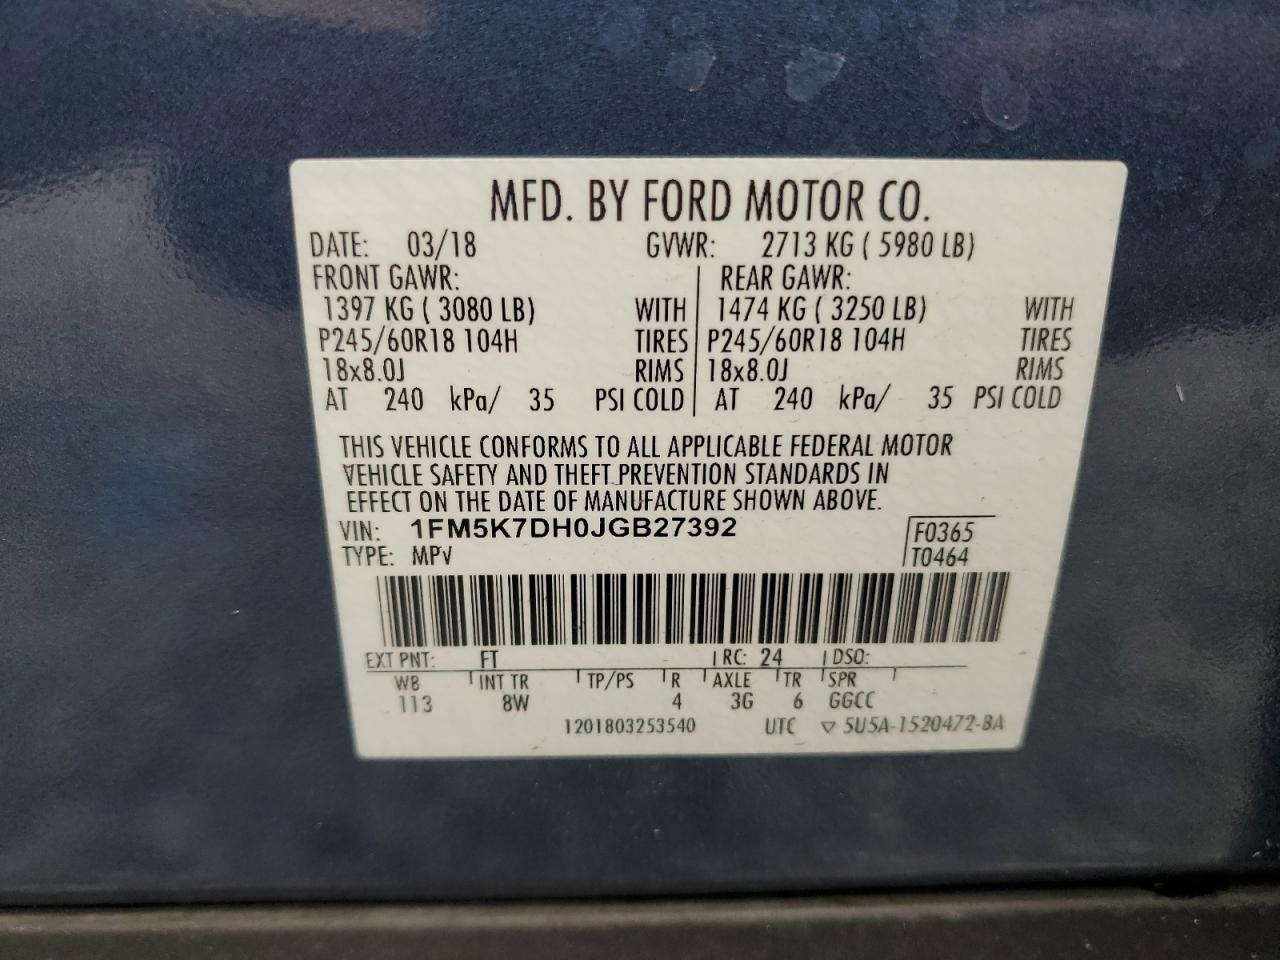 MFD. BY FORD MOTOR CO.
DATE: 03/18 GVWR: 2713 KG ( 5980 LB)
FRONT GAWR: REAR GAWR:
1397 KG ( 3080 LB) WITH 1474 KG ( 3250 LB) WITH
P245/60R18 104H TIRES P245/60R18 104H TIRES
18x8.0J RIMS 18x8.0J RIMS
AT 240 kPa/ 35 PSI COLD AT 240 kPa/ 35 PSI COLD
THIS VEHICLE CONFORMS TO ALL APPLICABLE FEDERAL MOTOR
VEHICLE SAFETY AND THEFT PREVENTION STANDARDS IN
EFFECT ON THE DATE OF MANUFACTURE SHOWN ABOVE.
VIN: 1FM5K7DH0JGB27392 F0365
TYPE: MPV T0464
EXT PNT: FT RC: 24 DSO:
WB INT TR TP/PS R AXLE TR SPR
113 8W 4 3G 6 GGCC
1201803253540 UTC ▽ 5U5A-1520472-BA